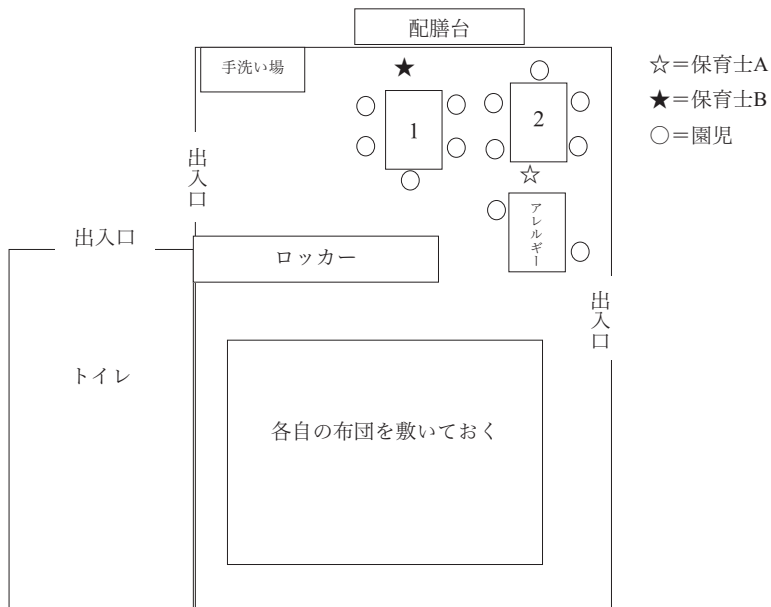 配膳台
手洗い場
★
☆=保育士A
★=保育士B
○=園児
1
2
☆
出入口
アレルギー
出入口
ロッカー
出入口
トイレ
各自の布団を敷いておく